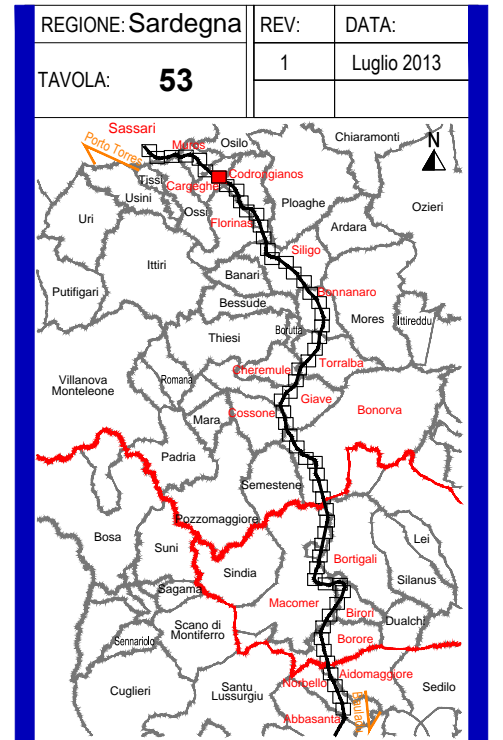 REGIONE: Sardegna
REV:
DATA:
TAVOLA: 53
1
Luglio 2013
Sassari
Porto Torres
Muros
Osilo
Chiaramonti
N
Tissi
Cargeghe
Codrongianos
Usini
Ossi
Ploaghe
Ozieri
Uri
Florinas
Ardara
Siligo
Ittiri
Banari
Putifigari
Bessude
Bonnanaro
Mores
Ittireddu
Thiesi
Borutta
Torralba
Cheremule
Romana
Villanova
Monteleone
Giave
Cossone
Bonorva
Mara
Padria
Semestene
Pozzomaggiore
Bosa
Suni
Lei
Bortigali
Sindia
Silanus
Sagama
Macomer
Birori
Dualchi
Scano di
Montiferro
Sennariolo
Borore
Aidomaggiore
Norbello
Sedilo
Cuglieri
Santu
Lussurgiu
Abbasanta